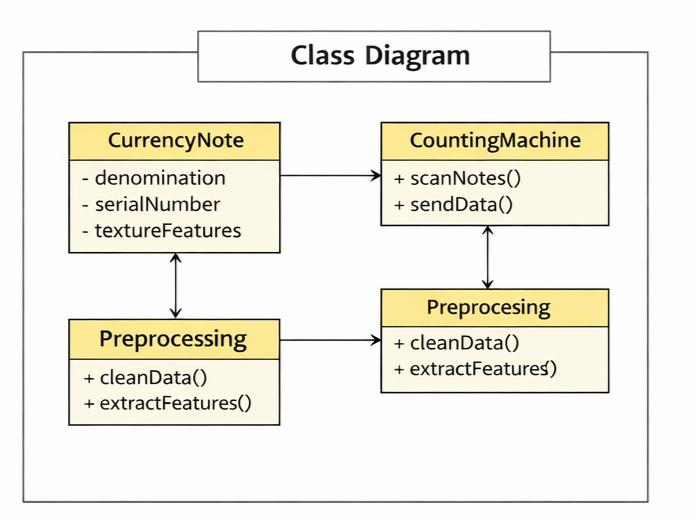 Class Diagram
CurrencyNote
- denomination
- serialNumber
- textureFeatures
CountingMachine
+ scanNotes()
+ sendData()
Preprocessing
+ cleanData()
+ extractFeatures()
Preprocesing
+ cleanData()
+ extractFeatures()